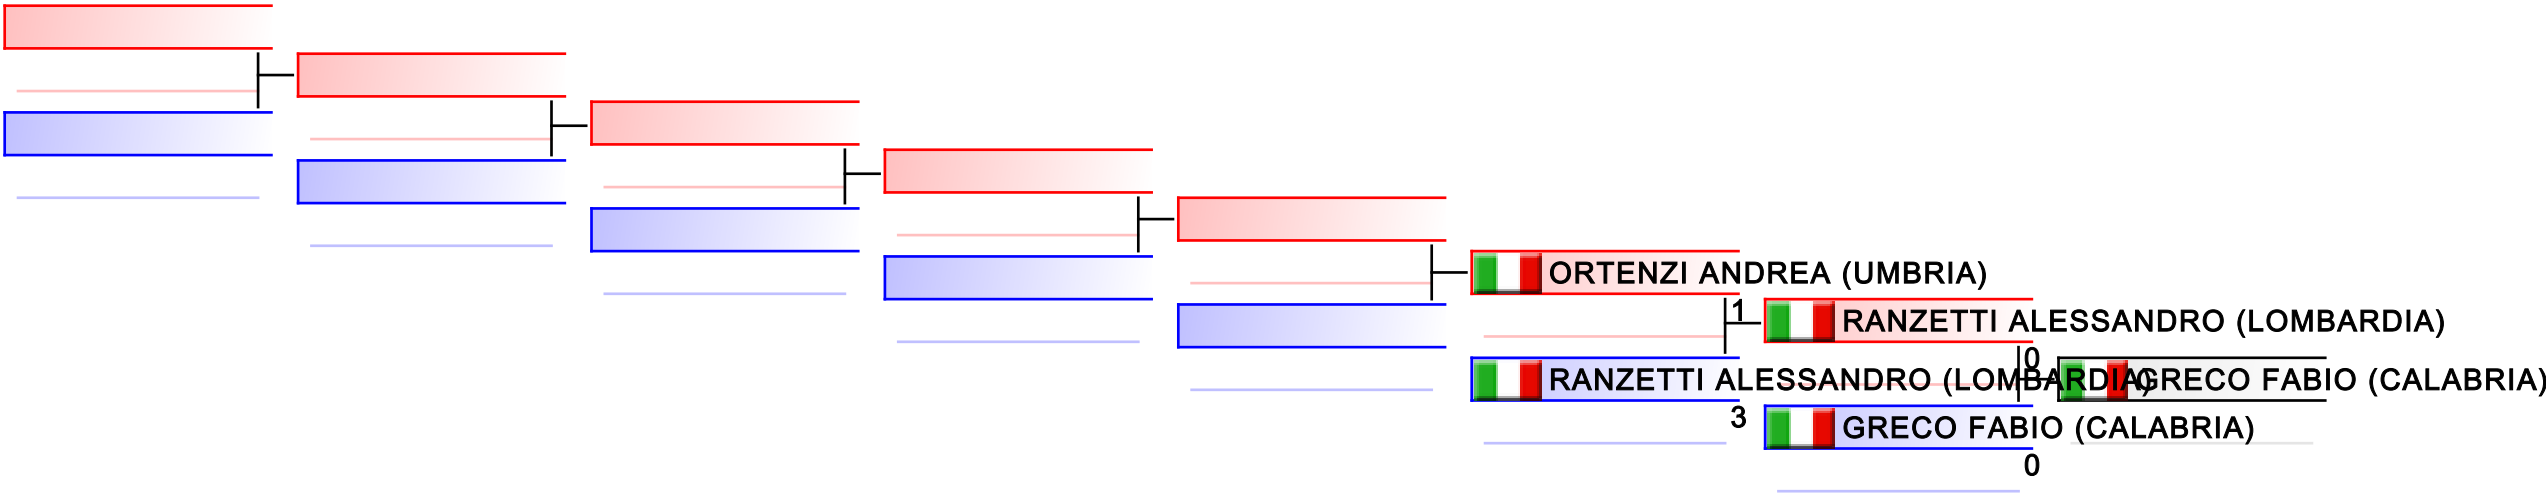 ORTENZI ANDREA (UMBRIA)
1
RANZETTI ALESSANDRO (LOMBARDIA)
0
RANZETTI ALESSANDRO (LOMBARDIA)
GRECO FABIO (CALABRIA)
3
GRECO FABIO (CALABRIA)
0